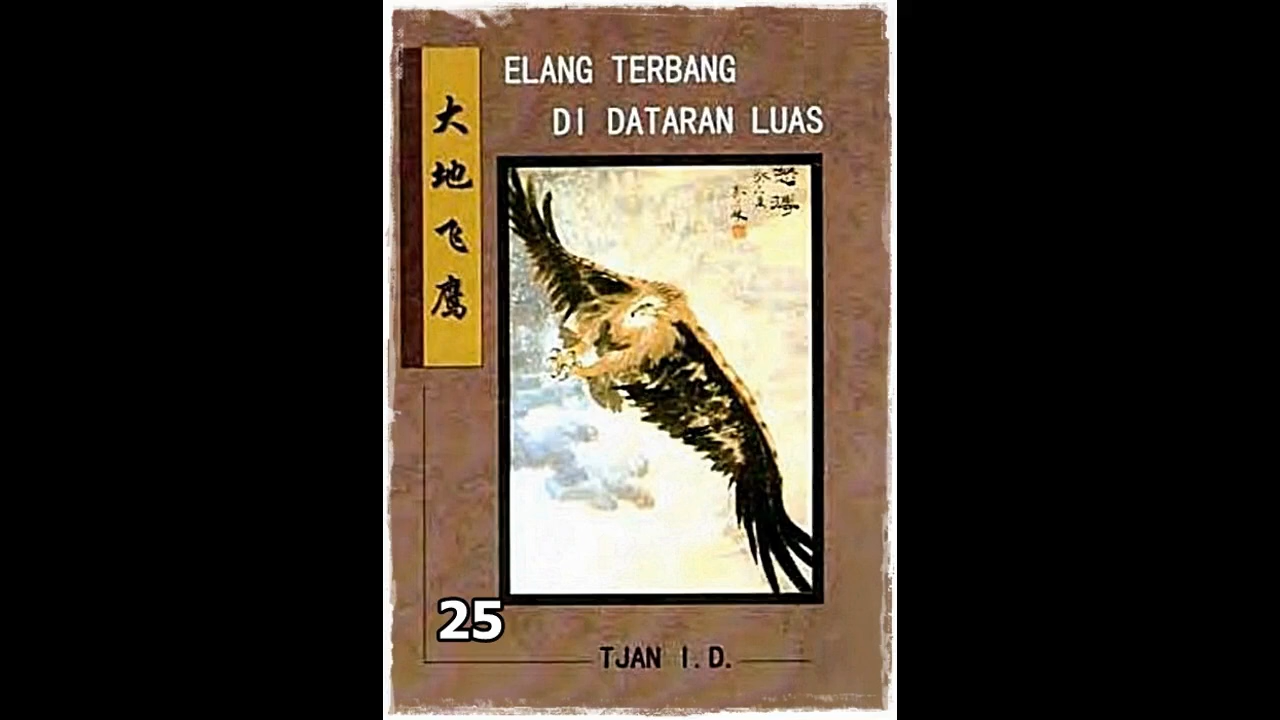 大地飞鹰
ELANG TERBANG
DI DATARAN LUAS
25
TJAN I.D.